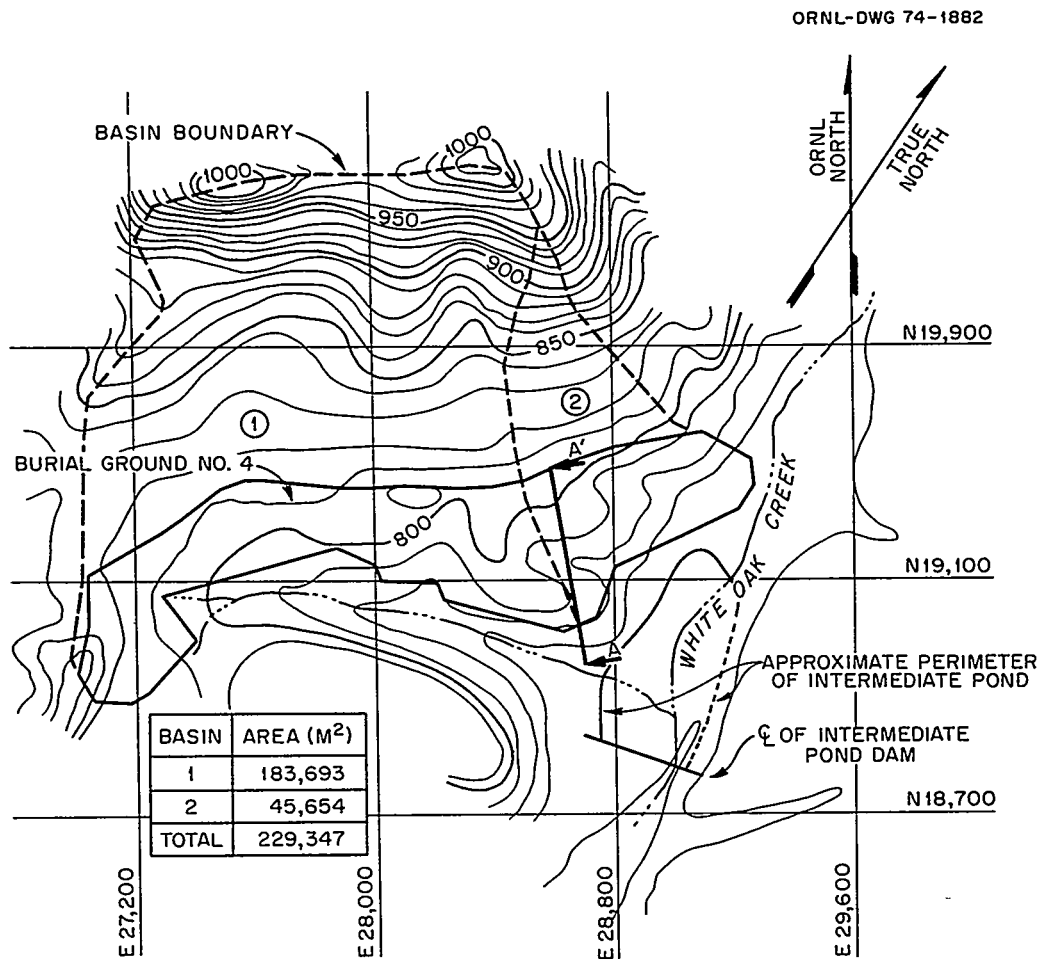 ORNL-DWG 74-1882
BASIN BOUNDARY
1000
1000
ORNL
NORTH
TRUE
NORTH
950
900
850
N19,900
1
2
A'
BURIAL GROUND NO. 4
800
N19,100
WHITE OAK CREEK
A
APPROXIMATE PERIMETER
OF INTERMEDIATE POND
℄ OF INTERMEDIATE
POND DAM
BASIN AREA (M²)
1 183,693
2 45,654
TOTAL 229,347
N18,700
E 27,200
E 28,000
E 28,800
E 29,600